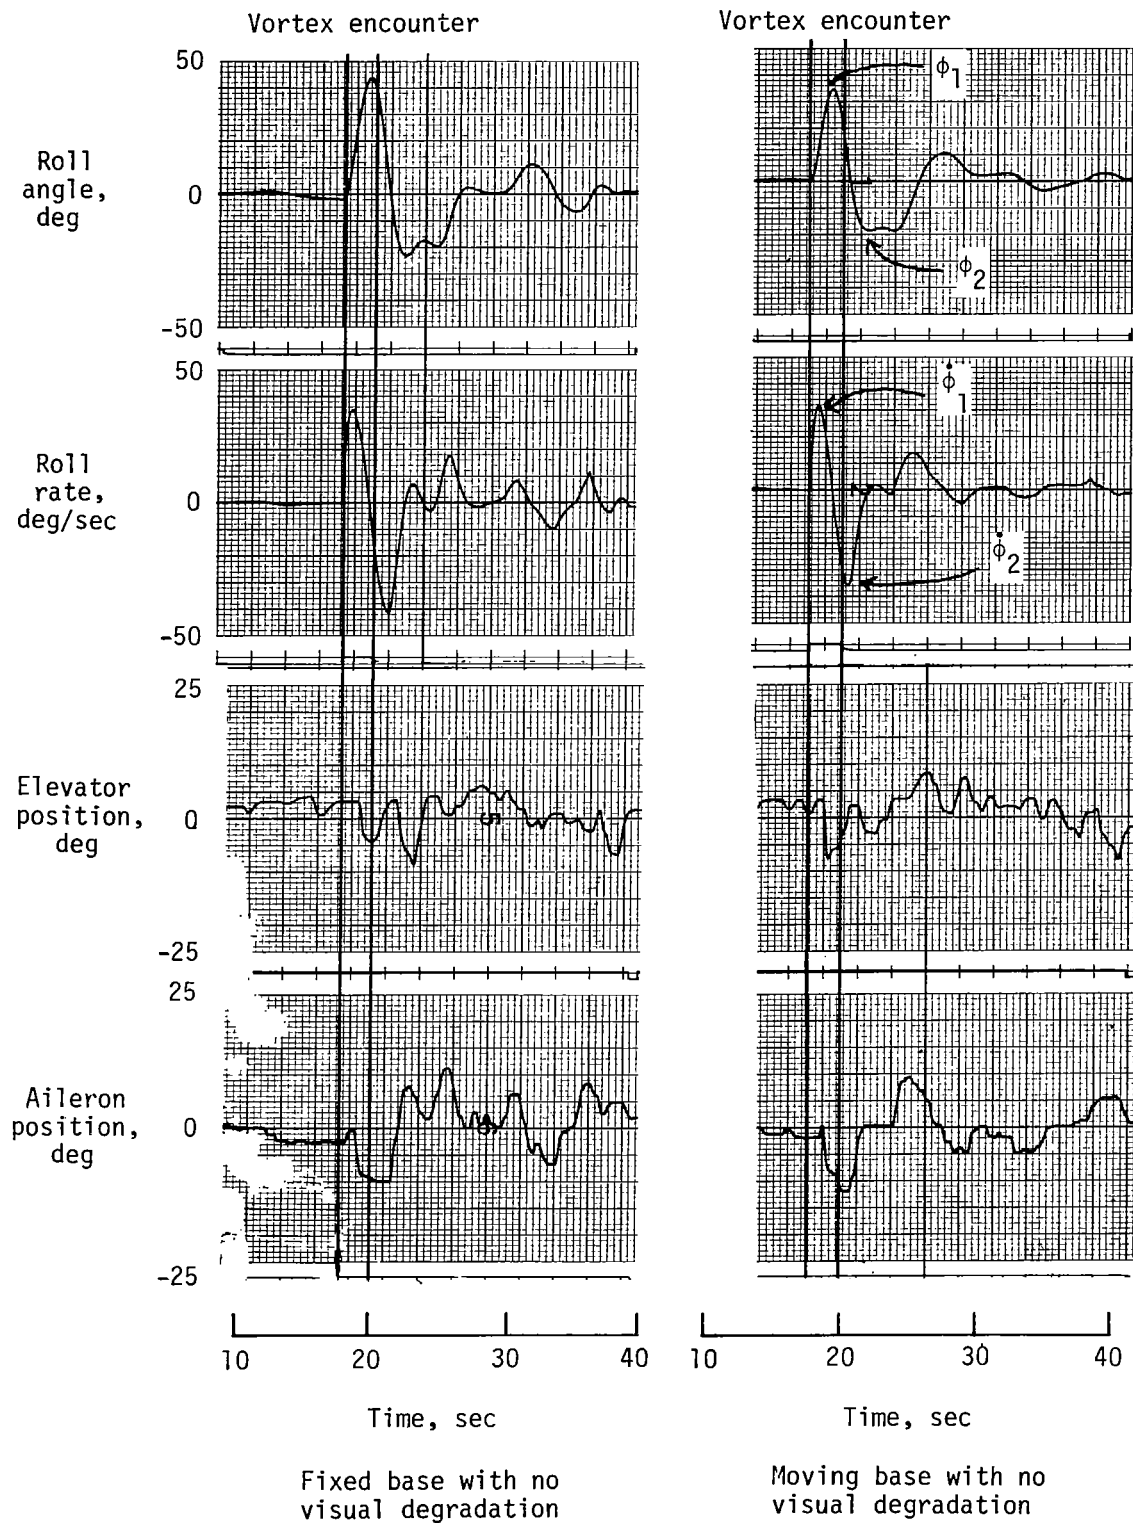 Vortex encounter
Vortex encounter
50
Roll
angle,
deg
0
-50
ϕ1
ϕ2
50
Roll
rate,
deg/sec
0
-50
ϕ̇1
ϕ̇2
25
Elevator
position,
deg
0
-25
5
25
Aileron
position,
deg
0
-25
10 20 30 40
10 20 30 40
Time, sec
Time, sec
Fixed base with no
visual degradation
Moving base with no
visual degradation